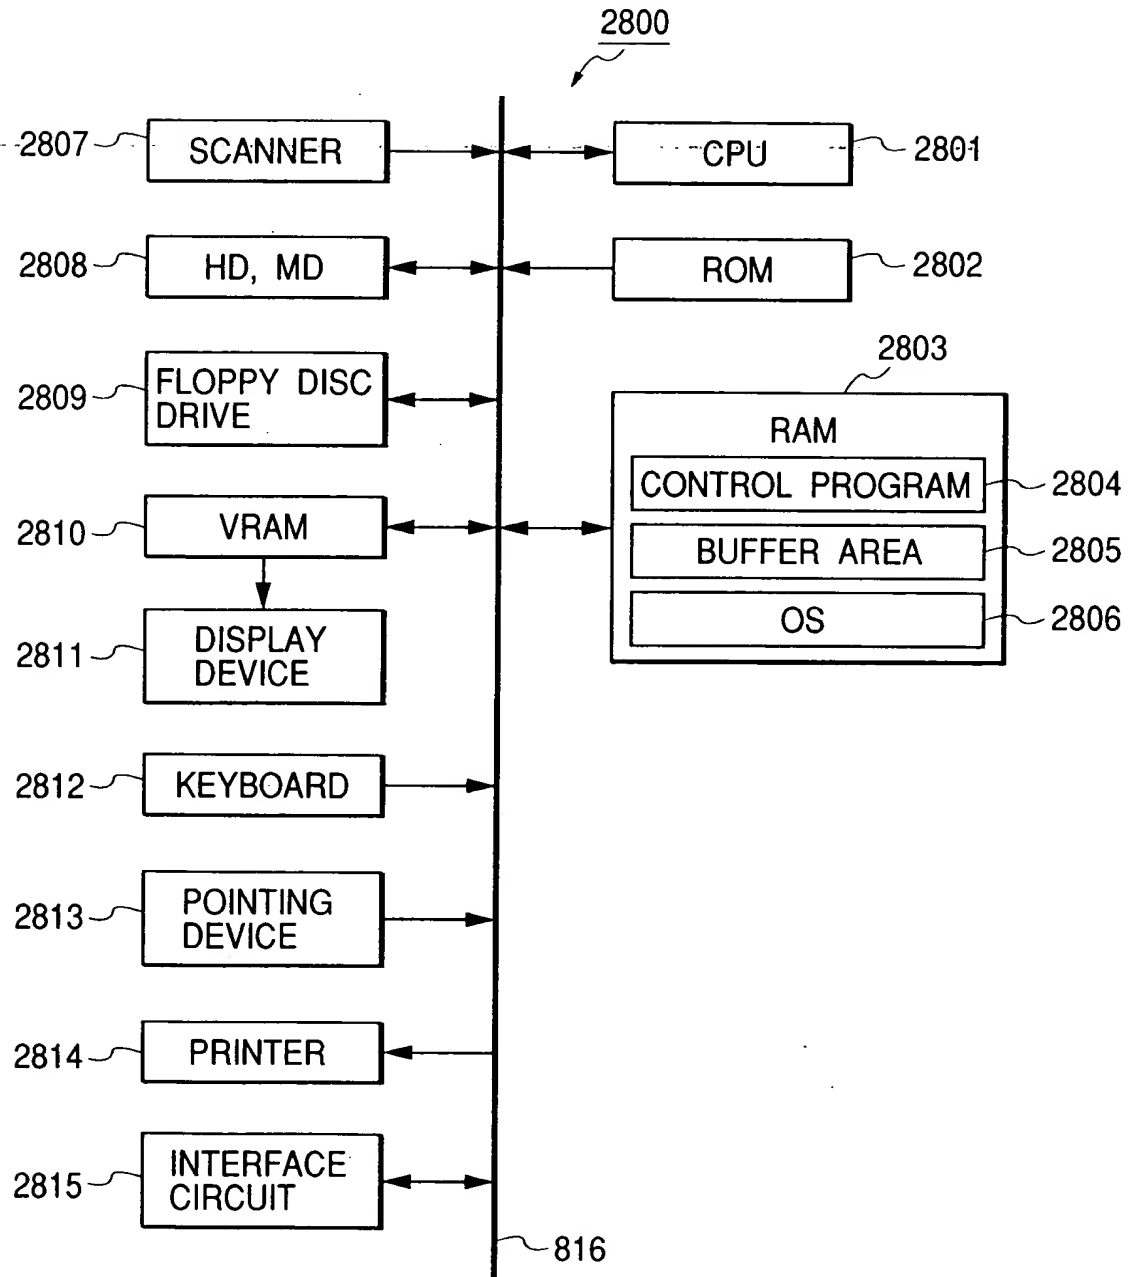 2800
2807
SCANNER
CPU
2801
2808
HD, MD
ROM
2802
2809
FLOPPY DISC
DRIVE
2803
RAM
CONTROL PROGRAM
2804
BUFFER AREA
2805
OS
2806
2810
VRAM
2811
DISPLAY
DEVICE
2812
KEYBOARD
2813
POINTING
DEVICE
2814
PRINTER
2815
INTERFACE
CIRCUIT
816